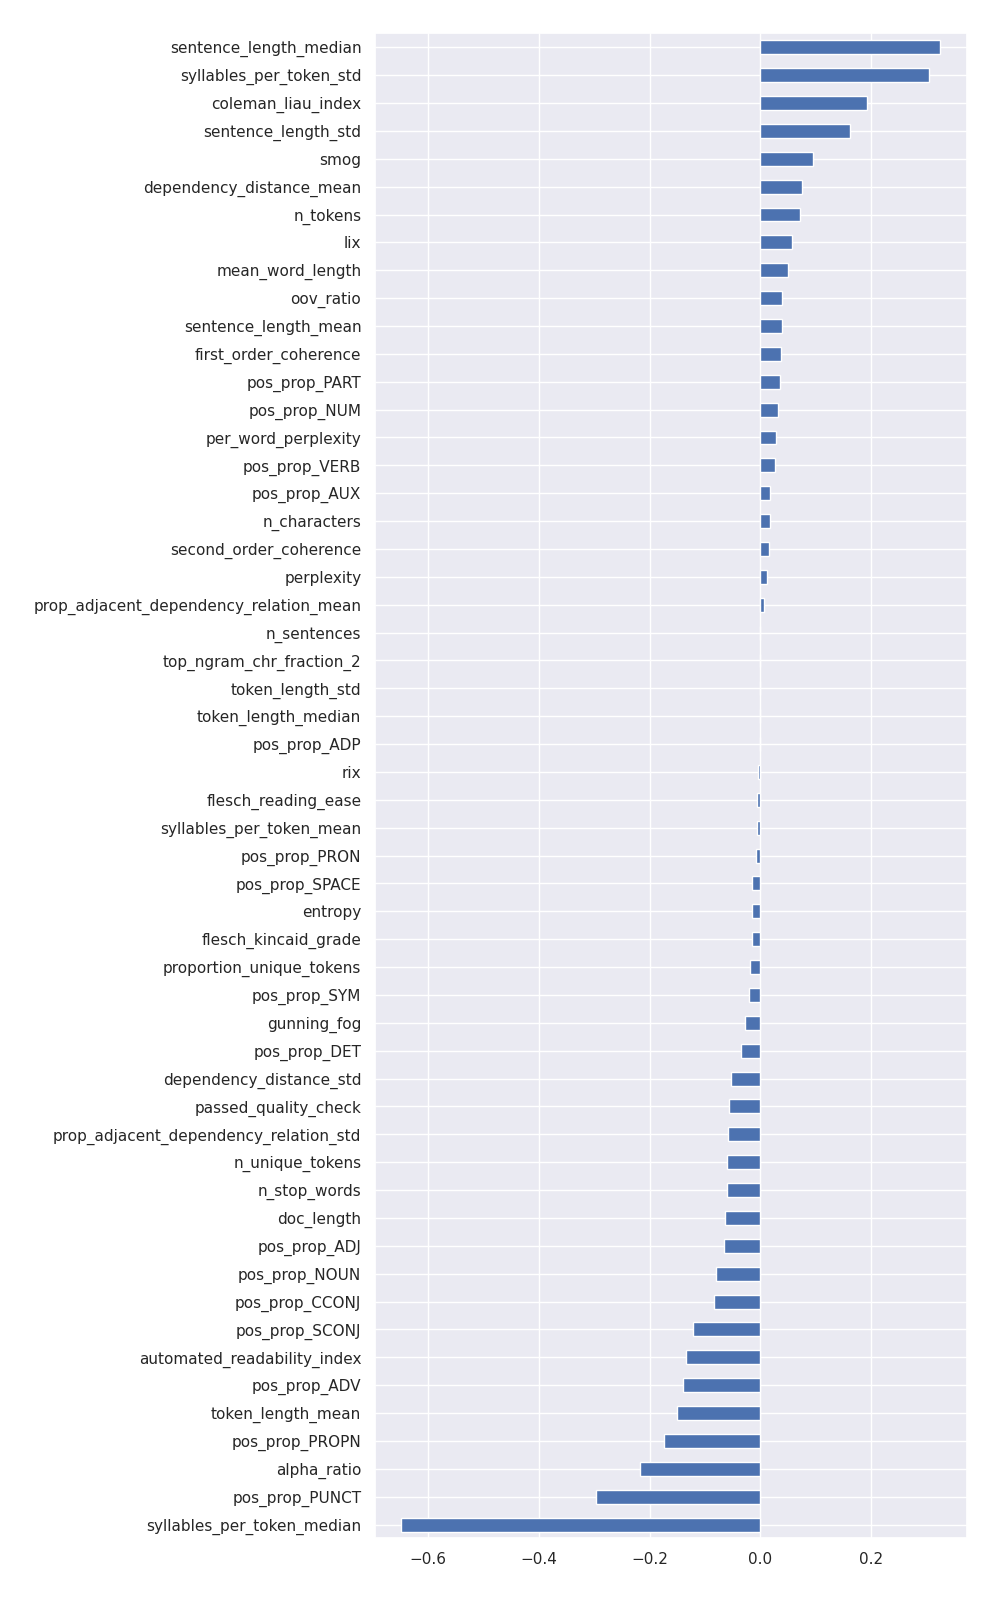 sentence_length_median
syllables_per_token_std
coleman_liau_index
sentence_length_std
smog
dependency_distance_mean
n_tokens
lix
mean_word_length
oov_ratio
sentence_length_mean
first_order_coherence
pos_prop_PART
pos_prop_NUM
per_word_perplexity
pos_prop_VERB
pos_prop_AUX
n_characters
second_order_coherence
perplexity
prop_adjacent_dependency_relation_mean
n_sentences
top_ngram_chr_fraction_2
token_length_std
token_length_median
pos_prop_ADP
rix
flesch_reading_ease
syllables_per_token_mean
pos_prop_PRON
pos_prop_SPACE
entropy
flesch_kincaid_grade
proportion_unique_tokens
pos_prop_SYM
gunning_fog
pos_prop_DET
dependency_distance_std
passed_quality_check
prop_adjacent_dependency_relation_std
n_unique_tokens
n_stop_words
doc_length
pos_prop_ADJ
pos_prop_NOUN
pos_prop_CCONJ
pos_prop_SCONJ
automated_readability_index
pos_prop_ADV
token_length_mean
pos_prop_PROPN
alpha_ratio
pos_prop_PUNCT
syllables_per_token_median
−0.6 −0.4 −0.2 0.0 0.2